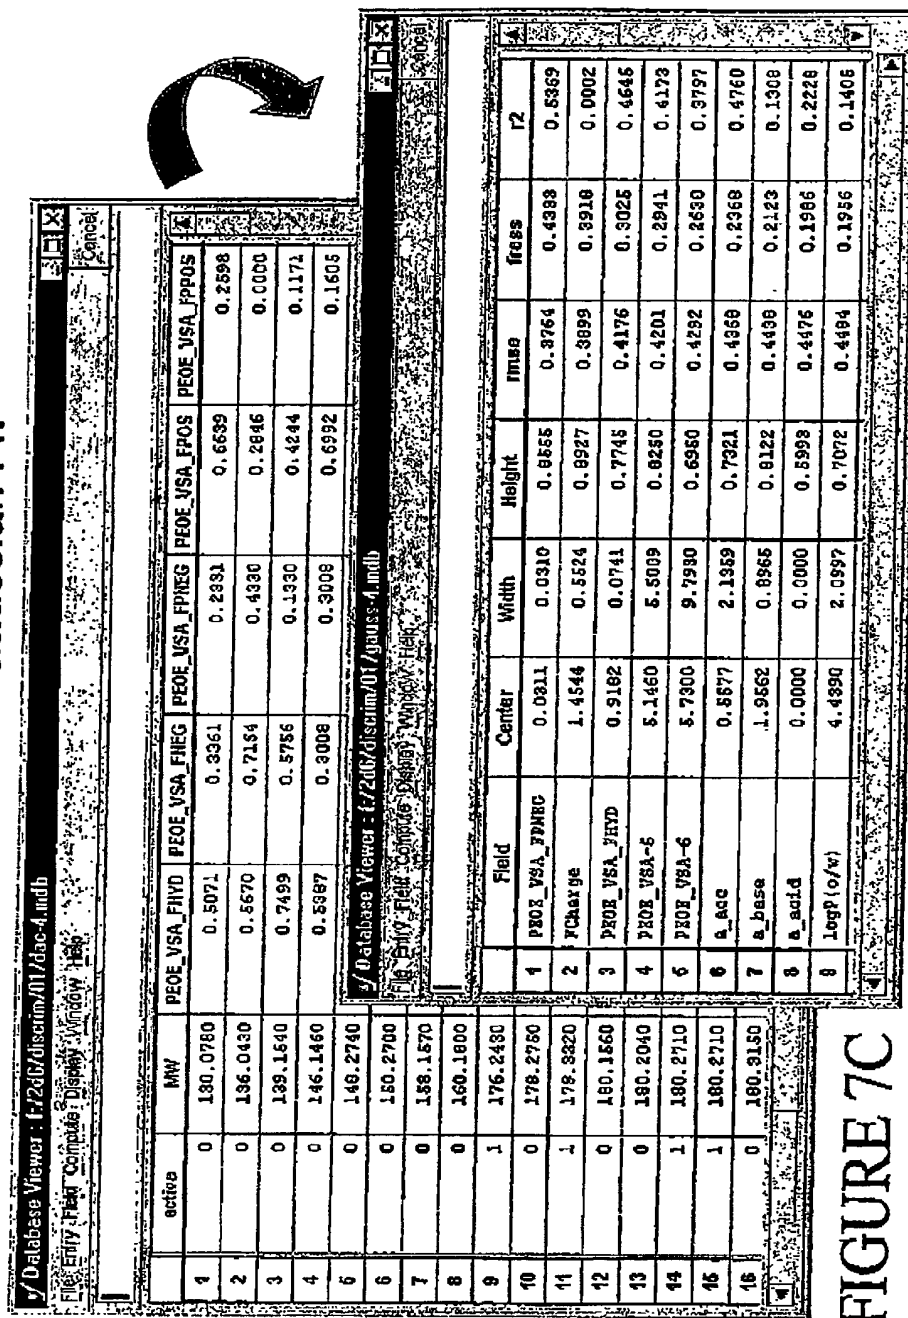 Database Viewer : f:/2d6/discrim/01/dac-4.mdb
File Entry Field Compute Display Window Help Cancel
active MW PEOE_VSA_FHYD PEOE_VSA_FNEG PEOE_VSA_FPNEG PEOE_VSA_FPOS PEOE_VSA_FPPOS
1 0 130.0780 0.5071 0.3361 0.2331 0.6639 0.2598
2 0 136.0430 0.5670 0.7154 0.4330 0.2846 0.0000
3 0 139.1540 0.7499 0.5756 0.1330 0.4244 0.1171
4 0 146.1460 0.5387 0.3008 0.3008 0.6992 0.1605
5 0 148.2740
6 0 150.2700
7 0 158.1570
8 0 160.1800
9 1 176.2430
10 0 178.2750
11 1 179.3320
12 0 180.1560
13 0 180.2040
14 1 180.2710
15 1 180.2710
16 0 180.3150
Database Viewer : f:/2d6/discrim/01/gauss-4.mdb
File Entry Field Compute Display Window Help Cancel
Field Center Width Height rmse fress r2
1 PEOE_VSA_FPNEG 0.0311 0.0310 0.8555 0.3764 0.4383 0.5369
2 FCharge 1.4544 0.5524 0.8927 0.3899 0.3918 0.0002
3 PEOE_VSA_FHYD 0.9182 0.0741 0.7745 0.4176 0.3025 0.4645
4 PEOE_VSA-5 5.1460 5.5009 0.8250 0.4201 0.2941 0.4173
5 PEOE_VSA-6 5.7300 9.7930 0.6950 0.4292 0.2630 0.3797
6 a_acc 0.5577 2.1359 0.7321 0.4368 0.2368 0.4760
7 a_base 1.9562 0.8965 0.8122 0.4438 0.2123 0.1308
8 a_acid 0.0000 0.0000 0.5993 0.4476 0.1986 0.2228
9 logP(o/w) 4.4390 2.0997 0.7072 0.4484 0.1956 0.1406
FIGURE 7C